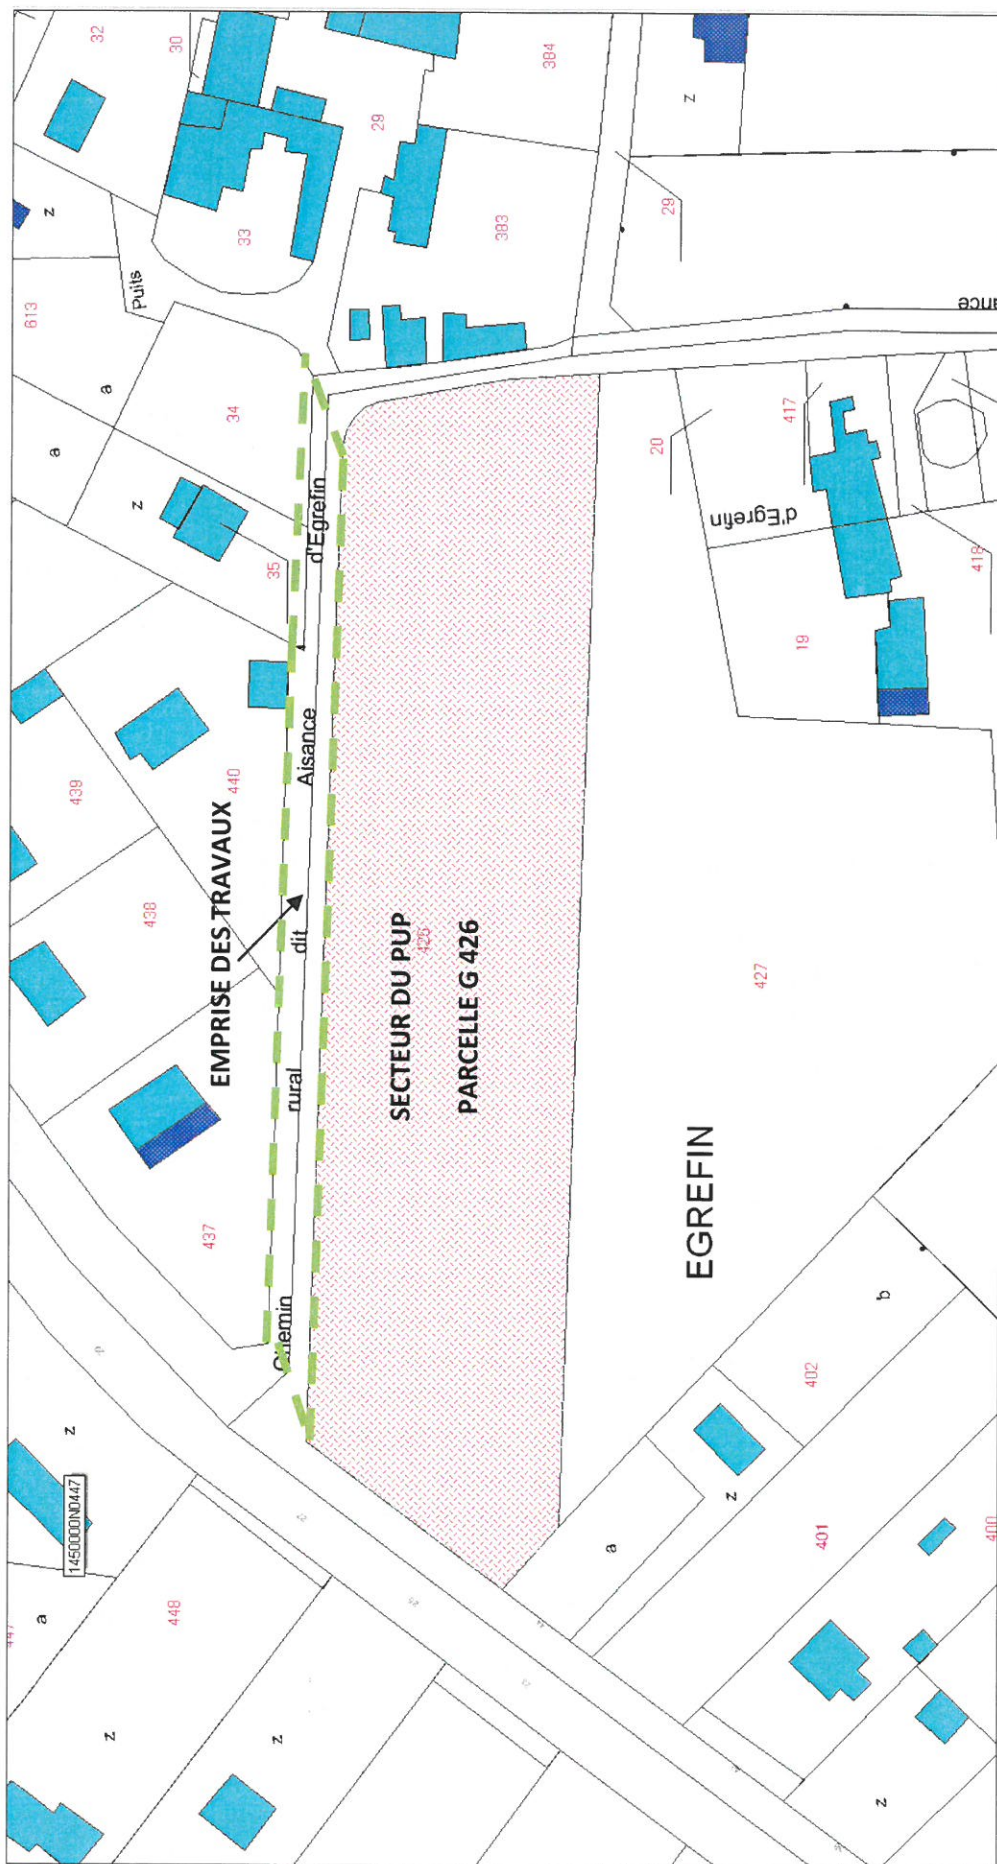 32
30
384
z
z
29
33
383
29
613
Puits
ance
a
34
a
z
20
417
d'Egrefin
d'Egrefin
35
418
19
439
440
Aisance
438
EMPRISE DES TRAVAUX
dit
SECTEUR DU PUP
PARCELLE G 426
427
rural
437
EGREFIN
Chemin
b
402
z
1450000N0447
z
a
401
400
447
a
448
z
z
z